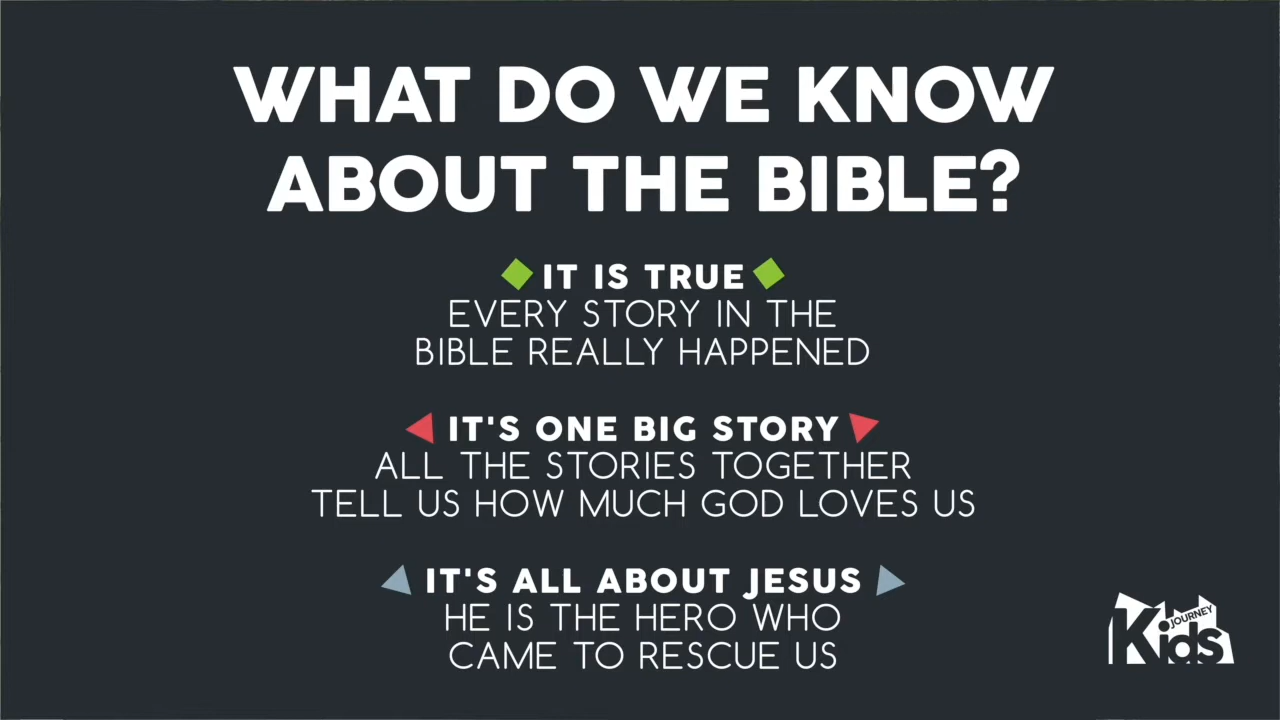 WHAT DO WE KNOW
ABOUT THE BIBLE?
IT IS TRUE
EVERY STORY IN THE
BIBLE REALLY HAPPENED
IT'S ONE BIG STORY
ALL THE STORIES TOGETHER
TELL US HOW MUCH GOD LOVES US
IT'S ALL ABOUT JESUS
HE IS THE HERO WHO
CAME TO RESCUE US
JOURNEY
Kids